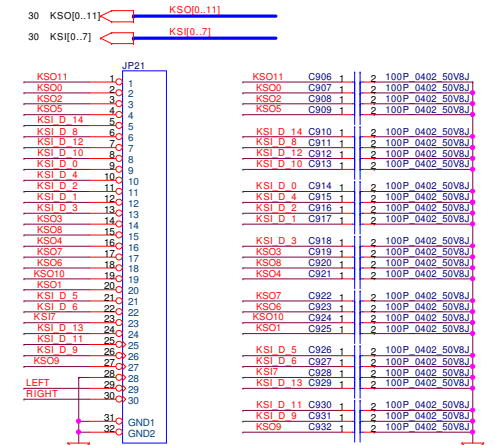 30 KSO[0..11] KSO[0..11]
30 KSI[0..7] KSI[0..7]
JP21
KSO11 1 1
KSO0 2 2
KSO2 3 3
KSO5 4 4
KSI_D_14 5 5
KSI_D_8 6 6
KSI_D_12 7 7
KSI_D_10 8 8
KSI_D_0 9 9
KSI_D_4 10 10
KSI_D_2 11 11
KSI_D_1 12 12
KSI_D_3 13 13
KSO3 14 14
KSO8 15 15
KSO4 16 16
KSO7 17 17
KSO6 18 18
KSO10 19 19
KSO1 20 20
KSI_D_5 21 21
KSI_D_6 22 22
KSI7 23 23
KSI_D_13 24 24
KSI_D_11 25 25
KSI_D_9 26 26
KSO9 27 27
28 28
LEFT 29 29
RIGHT 30 30
31 GND1
32 GND2
KSO11 C906 1 2 100P_0402_50V8J
KSO0 C907 1 2 100P_0402_50V8J
KSO2 C908 1 2 100P_0402_50V8J
KSO5 C909 1 2 100P_0402_50V8J
KSI_D_14 C910 1 2 100P_0402_50V8J
KSI_D_8 C911 1 2 100P_0402_50V8J
KSI_D_12 C912 1 2 100P_0402_50V8J
KSI_D_10 C913 1 2 100P_0402_50V8J
KSI_D_0 C914 1 2 100P_0402_50V8J
KSI_D_4 C915 1 2 100P_0402_50V8J
KSI_D_2 C916 1 2 100P_0402_50V8J
KSI_D_1 C917 1 2 100P_0402_50V8J
KSI_D_3 C918 1 2 100P_0402_50V8J
KSO3 C919 1 2 100P_0402_50V8J
KSO8 C920 1 2 100P_0402_50V8J
KSO4 C921 1 2 100P_0402_50V8J
KSO7 C922 1 2 100P_0402_50V8J
KSO6 C923 1 2 100P_0402_50V8J
KSO10 C924 1 2 100P_0402_50V8J
KSO1 C925 1 2 100P_0402_50V8J
KSI_D_5 C926 1 2 100P_0402_50V8J
KSI_D_6 C927 1 2 100P_0402_50V8J
KSI7 C928 1 2 100P_0402_50V8J
KSI_D_13 C929 1 2 100P_0402_50V8J
KSI_D_11 C930 1 2 100P_0402_50V8J
KSI_D_9 C931 1 2 100P_0402_50V8J
KSO9 C932 1 2 100P_0402_50V8J